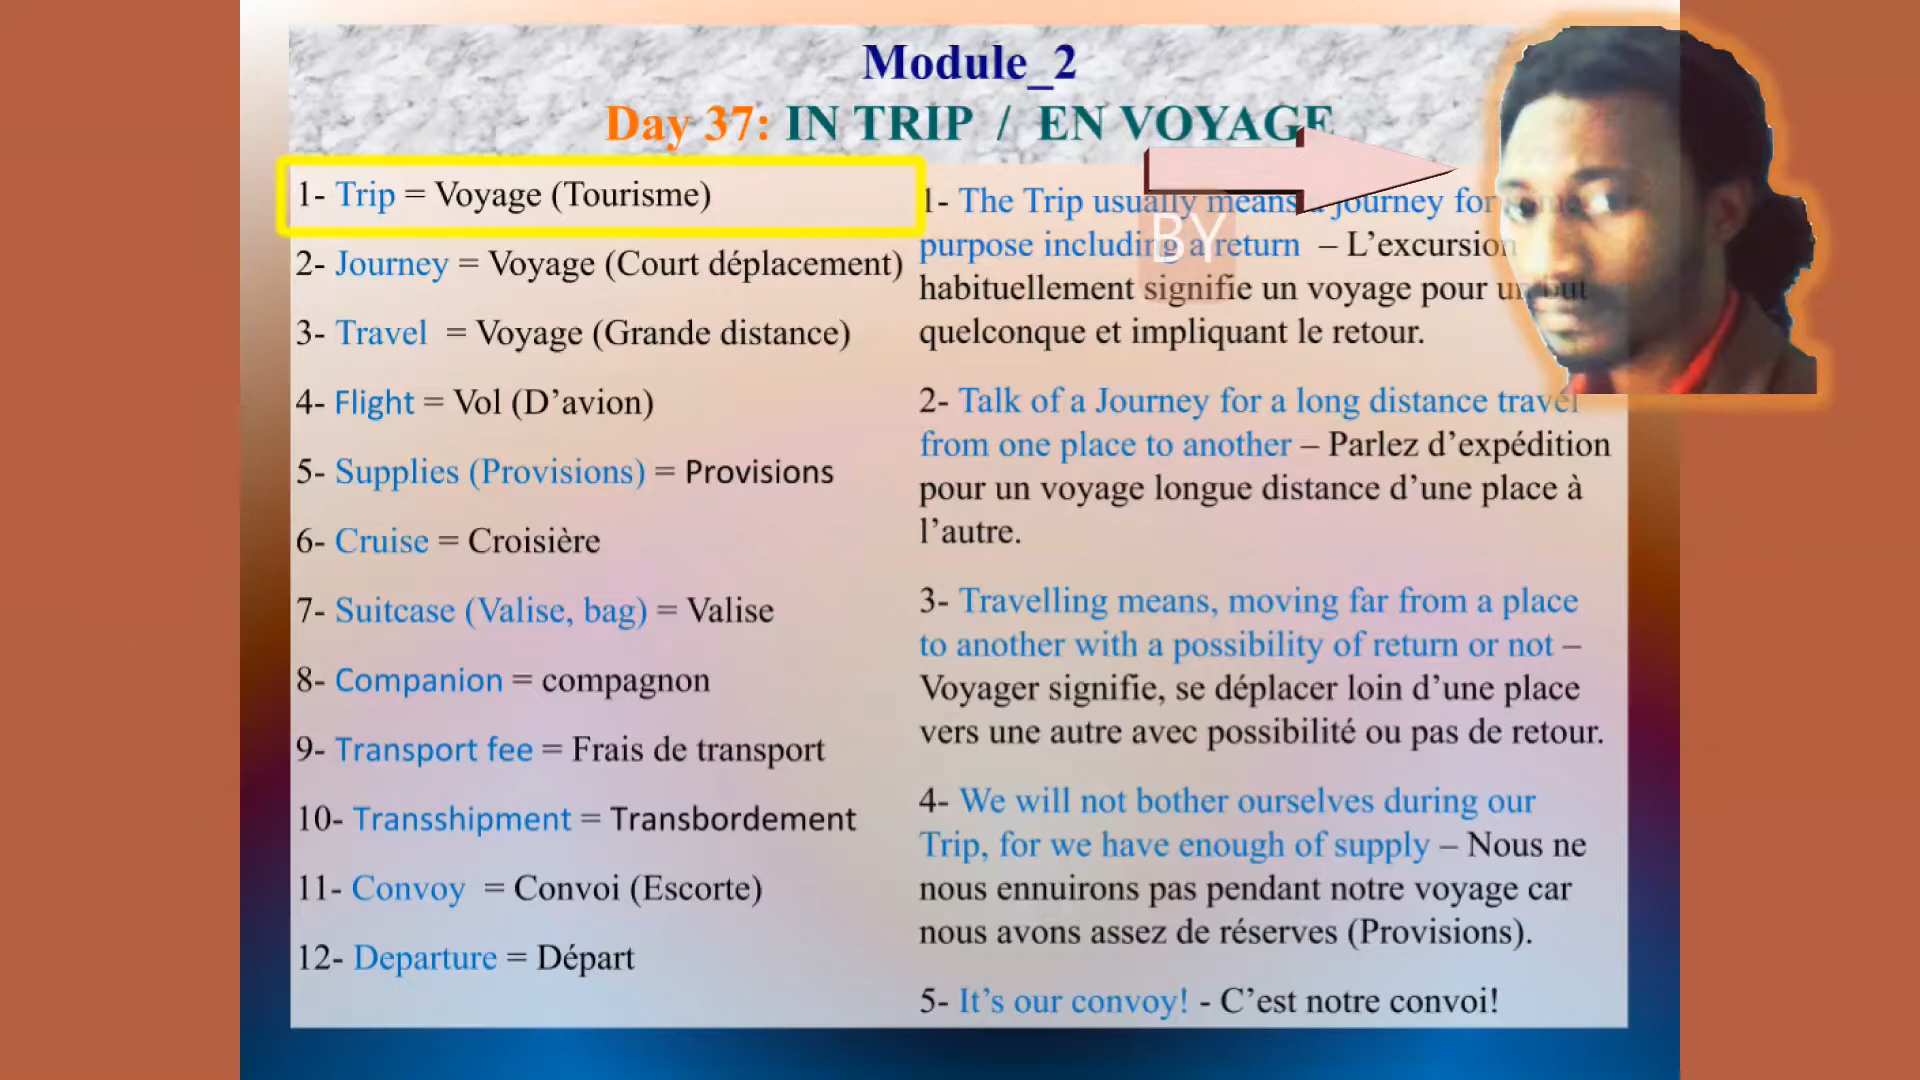 Module_2
Day 37: IN TRIP / EN VOYAGE
1- Trip = Voyage (Tourisme)
2- Journey = Voyage (Court déplacement)
3- Travel = Voyage (Grande distance)
4- Flight = Vol (D’avion)
5- Supplies (Provisions) = Provisions
6- Cruise = Croisière
7- Suitcase (Valise, bag) = Valise
8- Companion = compagnon
9- Transport fee = Frais de transport
10- Transshipment = Transbordement
11- Convoy = Convoi (Escorte)
12- Departure = Départ
1- The Trip usually means a journey for some
purpose including a return – L’excursion
habituellement signifie un voyage pour un but
quelconque et impliquant le retour.
2- Talk of a Journey for a long distance travel
from one place to another – Parlez d’expédition
pour un voyage longue distance d’une place à
l’autre.
3- Travelling means, moving far from a place
to another with a possibility of return or not –
Voyager signifie, se déplacer loin d’une place
vers une autre avec possibilité ou pas de retour.
4- We will not bother ourselves during our
Trip, for we have enough of supply – Nous ne
nous ennuirons pas pendant notre voyage car
nous avons assez de réserves (Provisions).
5- It’s our convoy! - C’est notre convoi!
BY